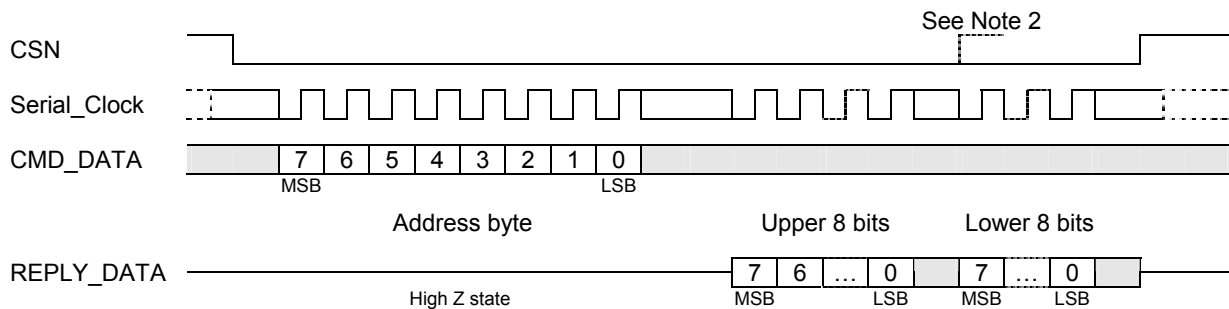 See Note 2
CSN
Serial_Clock
CMD_DATA
7 6 5 4 3 2 1 0
MSB LSB
Address byte Upper 8 bits Lower 8 bits
REPLY_DATA
7 6 … 0 7 … 0
High Z state
MSB LSB MSB LSB